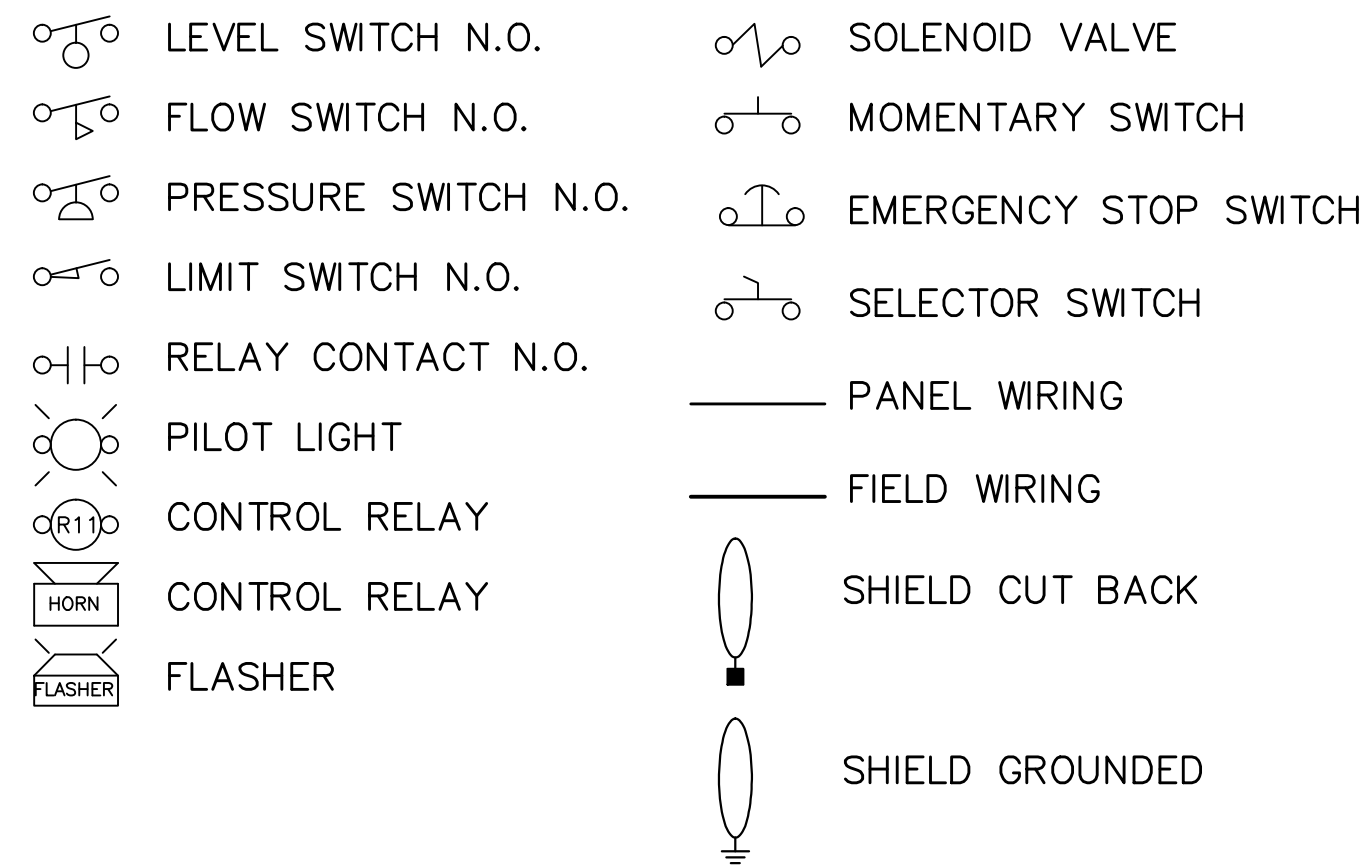 LEVEL SWITCH N.O.
FLOW SWITCH N.O.
PRESSURE SWITCH N.O.
LIMIT SWITCH N.O.
RELAY CONTACT N.O.
PILOT LIGHT
R11 CONTROL RELAY
HORN CONTROL RELAY
FLASHER FLASHER
SOLENOID VALVE
MOMENTARY SWITCH
EMERGENCY STOP SWITCH
SELECTOR SWITCH
PANEL WIRING
FIELD WIRING
SHIELD CUT BACK
SHIELD GROUNDED